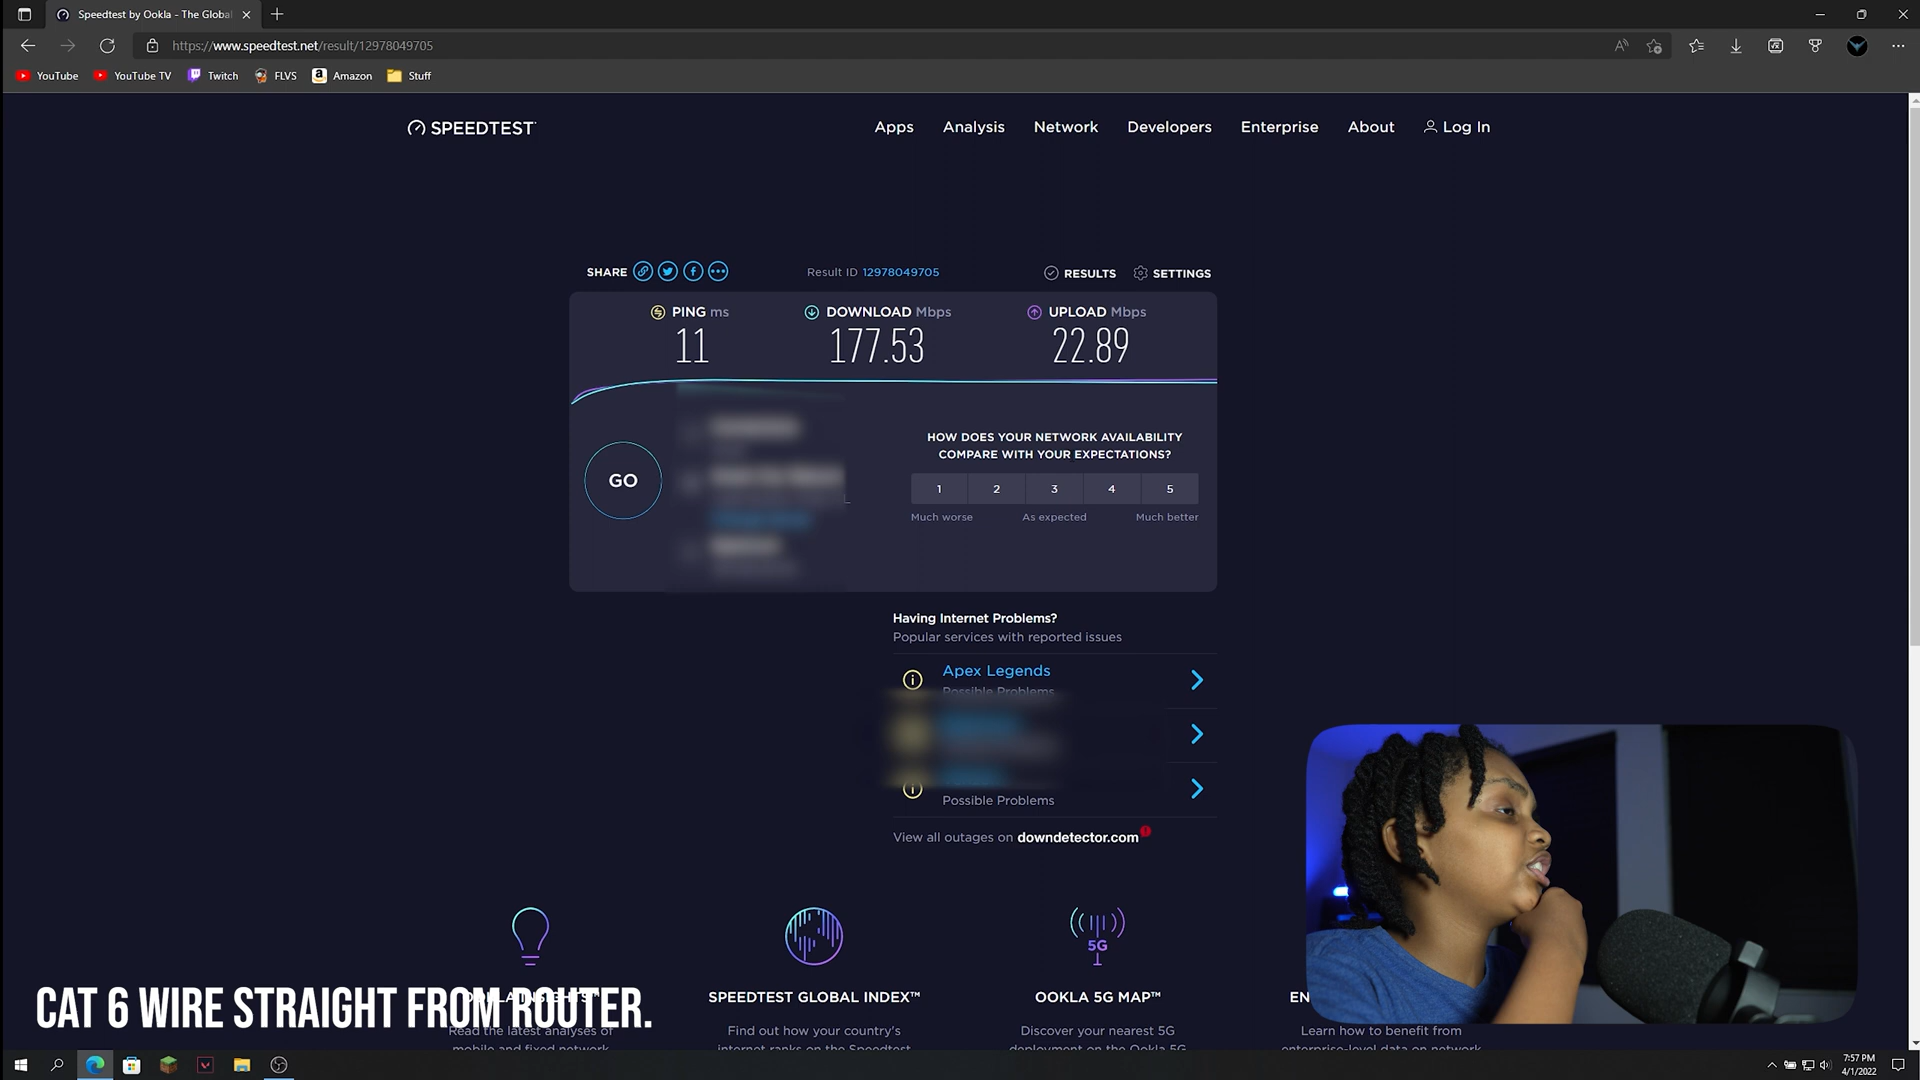 Speedtest by Ookla - The Global
https://www.speedtest.net/result/12978049705
YouTube YouTube TV Twitch FLVS Amazon Stuff
SPEEDTEST
Apps Analysis Network Developers Enterprise About Log In
SHARE Result ID 12978049705 RESULTS SETTINGS
PING ms DOWNLOAD Mbps UPLOAD Mbps
11 177.53 22.89
GO
HOW DOES YOUR NETWORK AVAILABILITY
COMPARE WITH YOUR EXPECTATIONS?
1 2 3 4 5
Much worse As expected Much better
Having Internet Problems?
Popular services with reported issues
Apex Legends
Possible Problems
Possible Problems
View all outages on downdetector.com
5G
CAT 6 WIRE STRAIGHT FROM ROUTER.
SPEEDTEST GLOBAL INDEX™ OOKLA 5G MAP™ EN
Read the latest analyses of Find out how your country's Discover your nearest 5G Learn how to benefit from
mobile and fixed network internet ranks on the Speedtest deployment on the Ookla 5G enterprise-level data on network
7:57 PM
4/1/2022